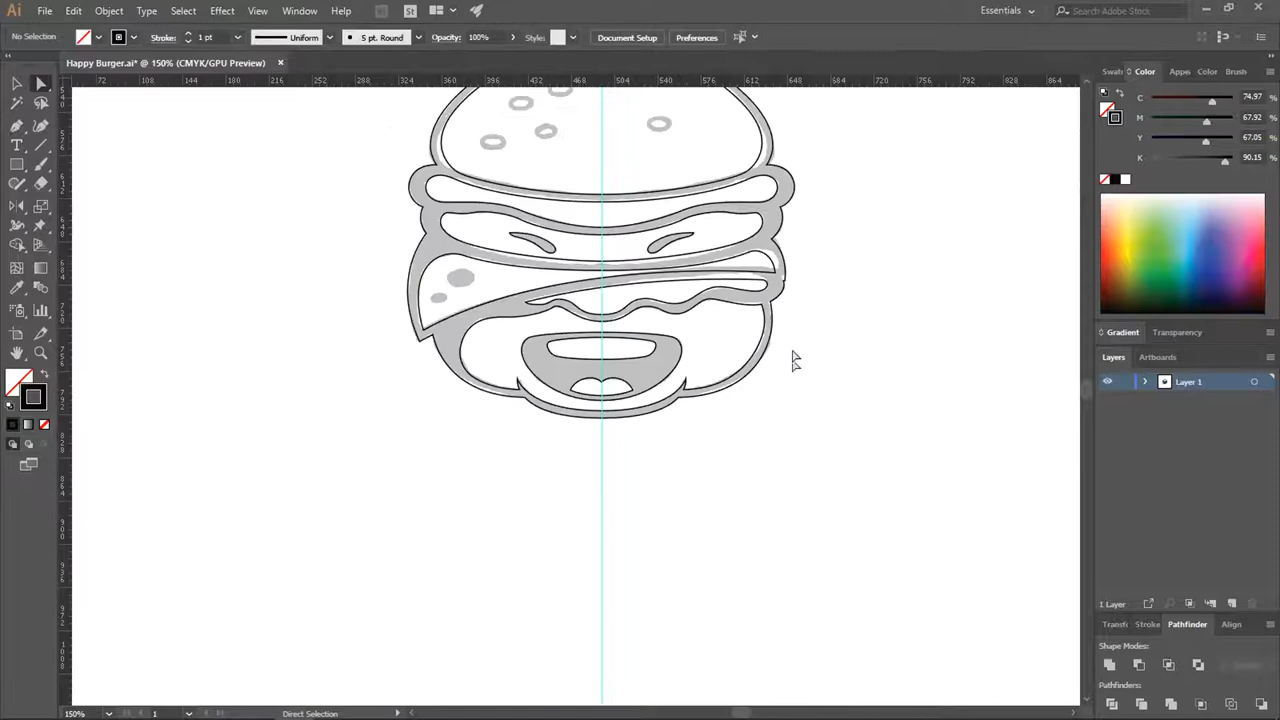 Ai File Edit Object Type Select Effect View Window Help Br St Essentials Search Adobe Stock
No Selection Stroke: 1 pt Uniform 5 pt. Round Opacity: 100% Style: Document Setup Preferences
Happy Burger.ai* @ 150% (CMYK/GPU Preview) × Swatc Color Appe Color Brush
72 108 144 180 216 252 288 324 360 396 432 468 504 540 576 612 648 684 720 756 792 828 864
C 74.97 %
M 67.92 %
Y 67.05 %
K 90.15 %
Gradient Transparency
Layers Artboards
Layer 1
1 Layer
Transfc Stroke Pathfinder Align
Shape Modes:
Pathfinders:
150% 1 Direct Selection